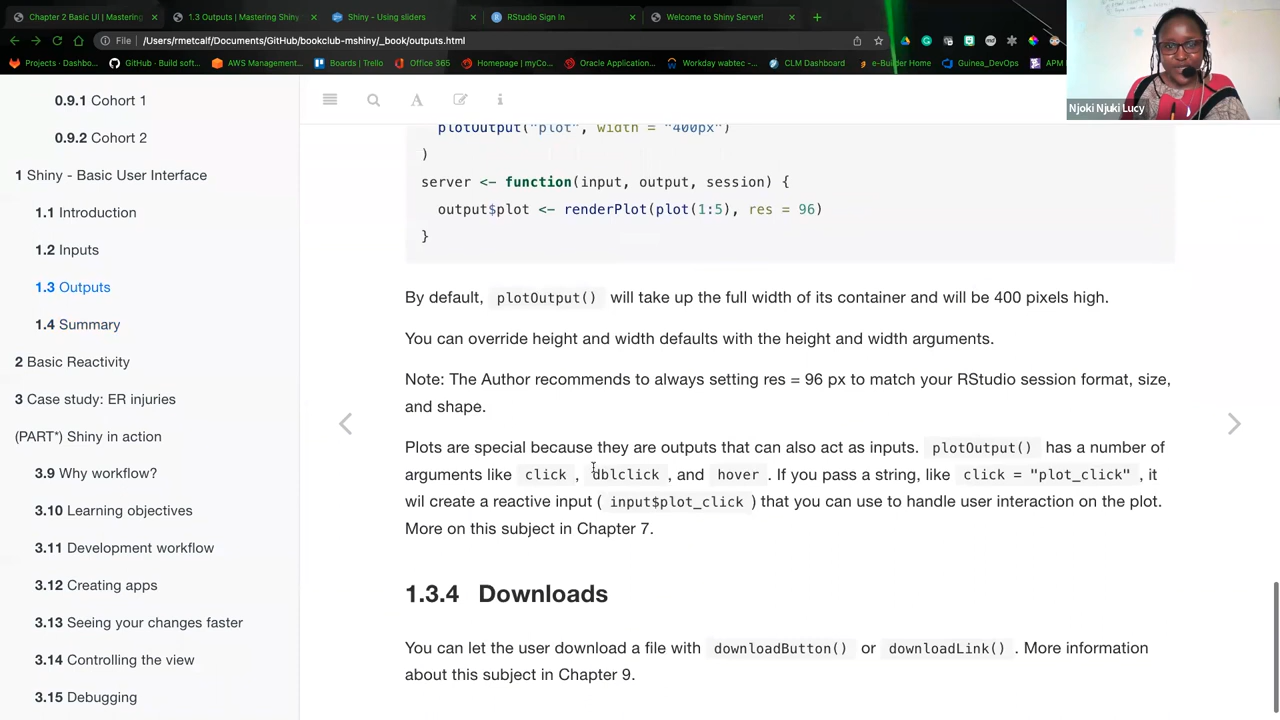 Chapter 2 Basic UI | Mastering
1.3 Outputs | Mastering Shiny
Shiny - Using sliders
RStudio Sign In
Welcome to Shiny Server!
File
/Users/rmetcalf/Documents/GitHub/bookclub-mshiny/_book/outputs.html
Projects · Dashbo...
GitHub · Build soft...
AWS Management...
Boards | Trello
Office 365
Homepage | myCo...
Oracle Application...
Workday wabtec -...
CLM Dashboard
e-Builder Home
Guinea_DevOps
APM
Njoki Njuki Lucy
0.9.1 Cohort 1
0.9.2 Cohort 2
1 Shiny - Basic User Interface
1.1 Introduction
1.2 Inputs
1.3 Outputs
1.4 Summary
2 Basic Reactivity
3 Case study: ER injuries
(PART*) Shiny in action
3.9 Why workflow?
3.10 Learning objectives
3.11 Development workflow
3.12 Creating apps
3.13 Seeing your changes faster
3.14 Controlling the view
3.15 Debugging
plotOutput("plot", width = "400px")
)
server <- function(input, output, session) {
output$plot <- renderPlot(plot(1:5), res = 96)
}
By default, plotOutput() will take up the full width of its container and will be 400 pixels high.
You can override height and width defaults with the height and width arguments.
Note: The Author recommends to always setting res = 96 px to match your RStudio session format, size,
and shape.
Plots are special because they are outputs that can also act as inputs. plotOutput() has a number of
arguments like click , dblclick , and hover . If you pass a string, like click = "plot_click" , it
wil create a reactive input ( input$plot_click ) that you can use to handle user interaction on the plot.
More on this subject in Chapter 7.
1.3.4 Downloads
You can let the user download a file with downloadButton() or downloadLink() . More information
about this subject in Chapter 9.